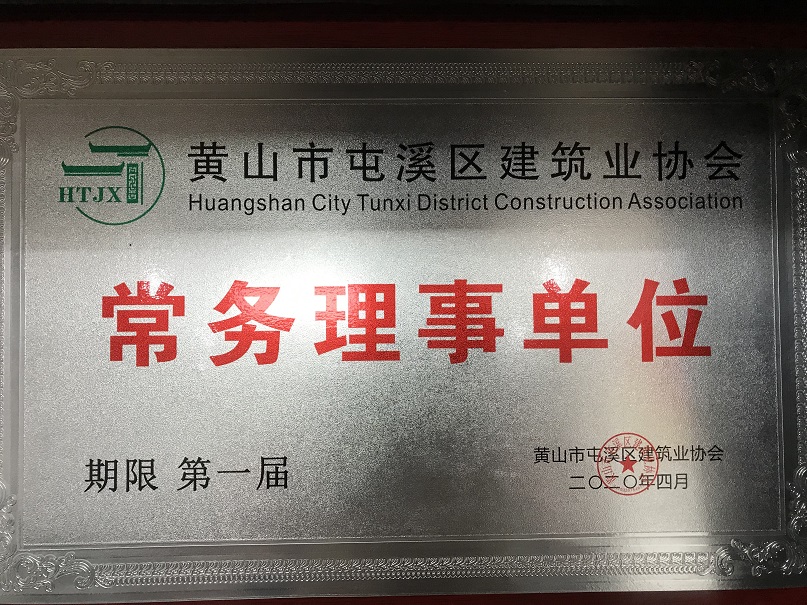 HTJX
黄山市屯溪区建筑业协会
Huangshan City Tunxi District Construction Association
常务理事单位
期限 第一届
黄山市屯溪区建筑业协会
二〇二〇年四月